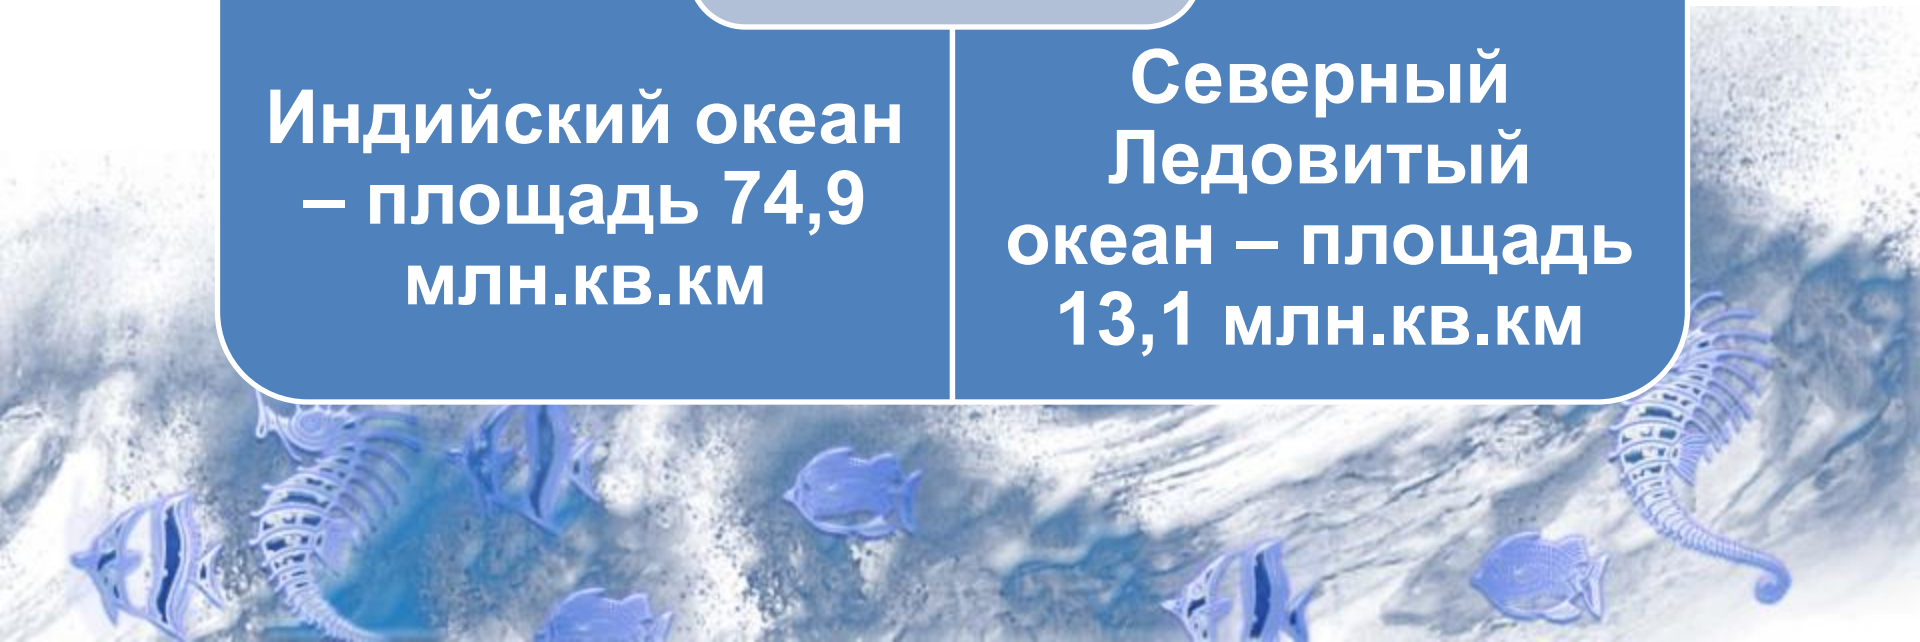 Индийский океан
– площадь 74,9
млн.кв.км
Северный
Ледовитый
океан – площадь
13,1 млн.кв.км